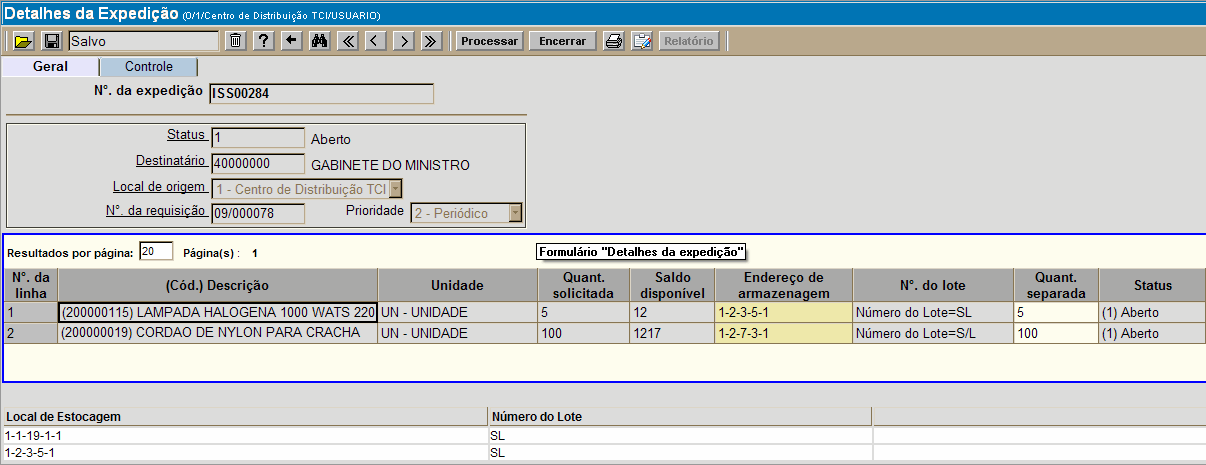 Detalhes da Expedição (0/1/Centro de Distribuição TCI/USUARIO)
Salvo ? Processar Encerrar Relatório
Geral Controle
N°. da expedição ISS00284
Status 1 Aberto
Destinatário 40000000 GABINETE DO MINISTRO
Local de origem 1 - Centro de Distribuição TCI
N°. da requisição 09/000078 Prioridade 2 - Periódico
Resultados por página: 20 Página(s) : 1 Formulário "Detalhes da expedição"
N°. da linha (Cód.) Descrição Unidade Quant. solicitada Saldo disponível Endereço de armazenagem N°. do lote Quant. separada Status
1 (200000115) LAMPADA HALOGENA 1000 WATS 220 UN - UNIDADE 5 12 1-2-3-5-1 Número do Lote=SL 5 (1) Aberto
2 (200000019) CORDAO DE NYLON PARA CRACHA UN - UNIDADE 100 1217 1-2-7-3-1 Número do Lote=S/L 100 (1) Aberto
Local de Estocagem Número do Lote
1-1-19-1-1 SL
1-2-3-5-1 SL